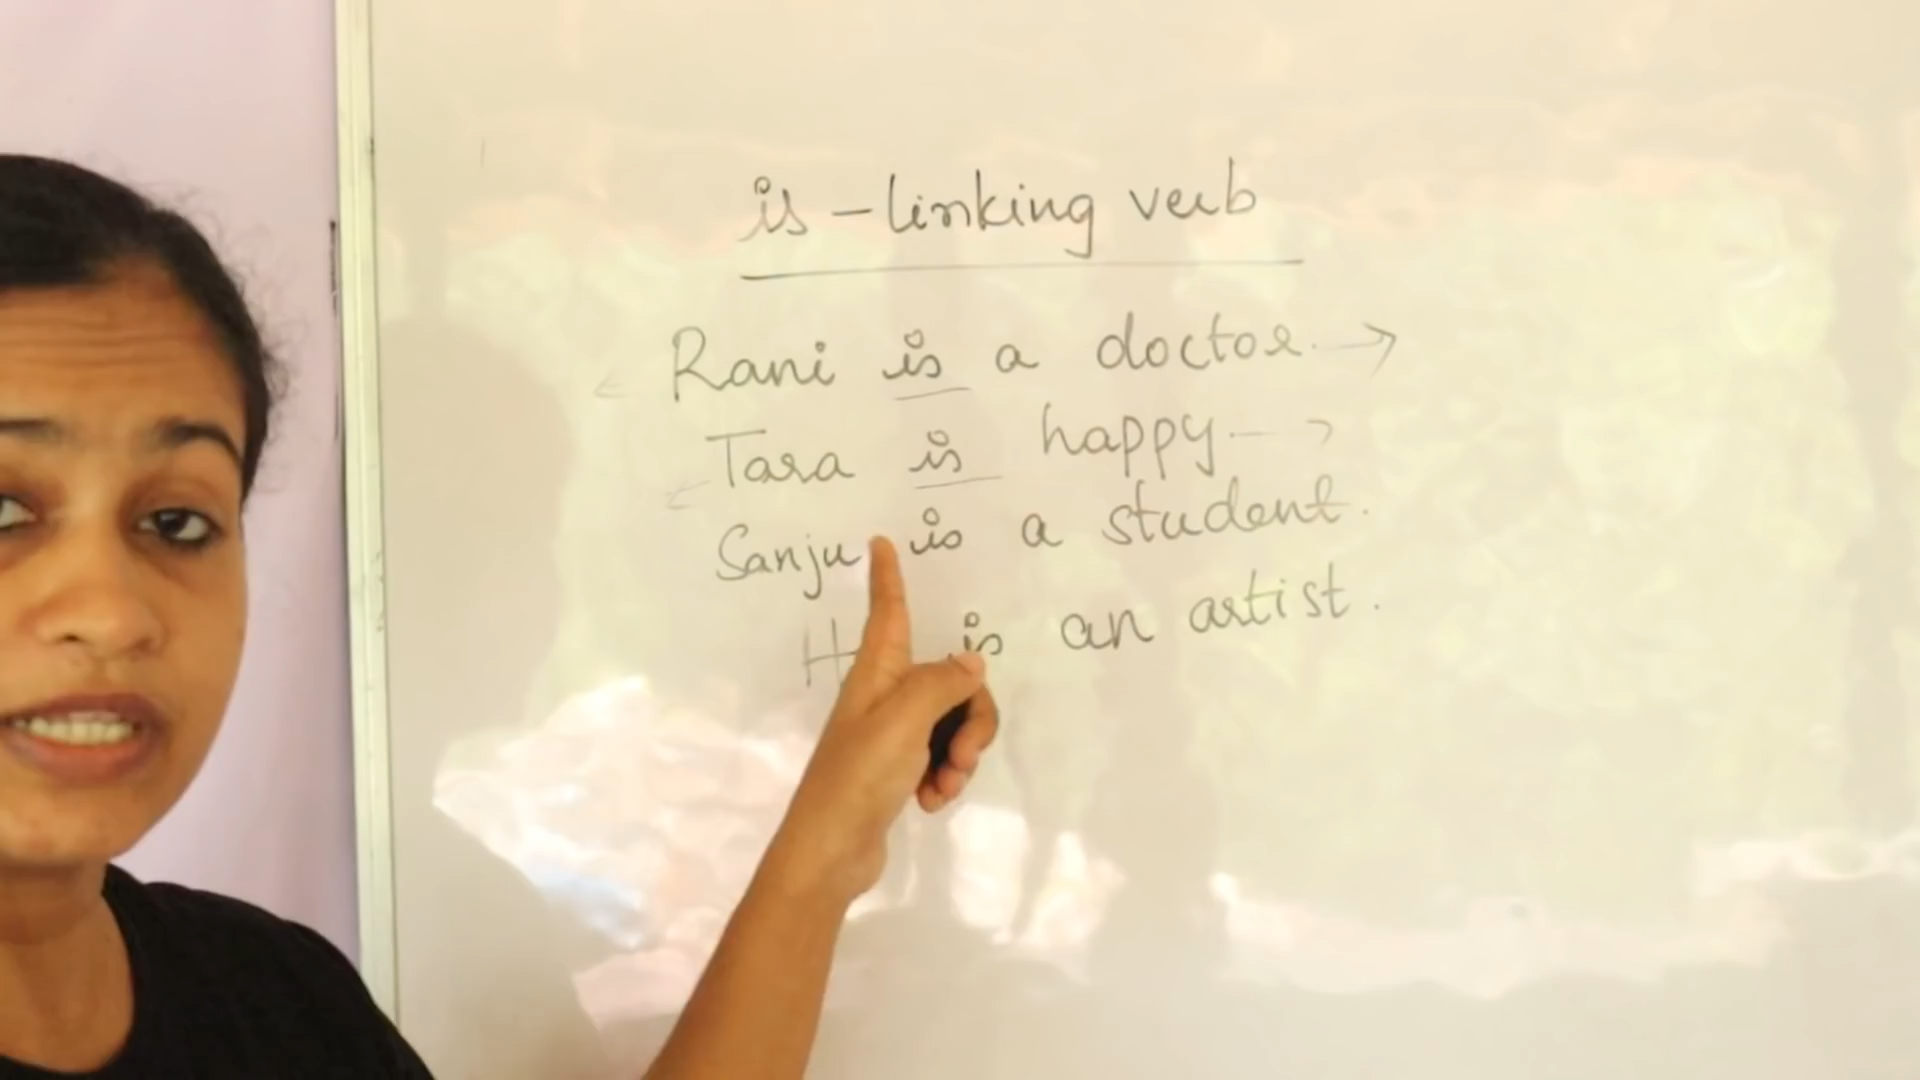 is – linking verb
Rani is a doctor. →
Tara is happy. →
Sanju is a student.
is an artist.